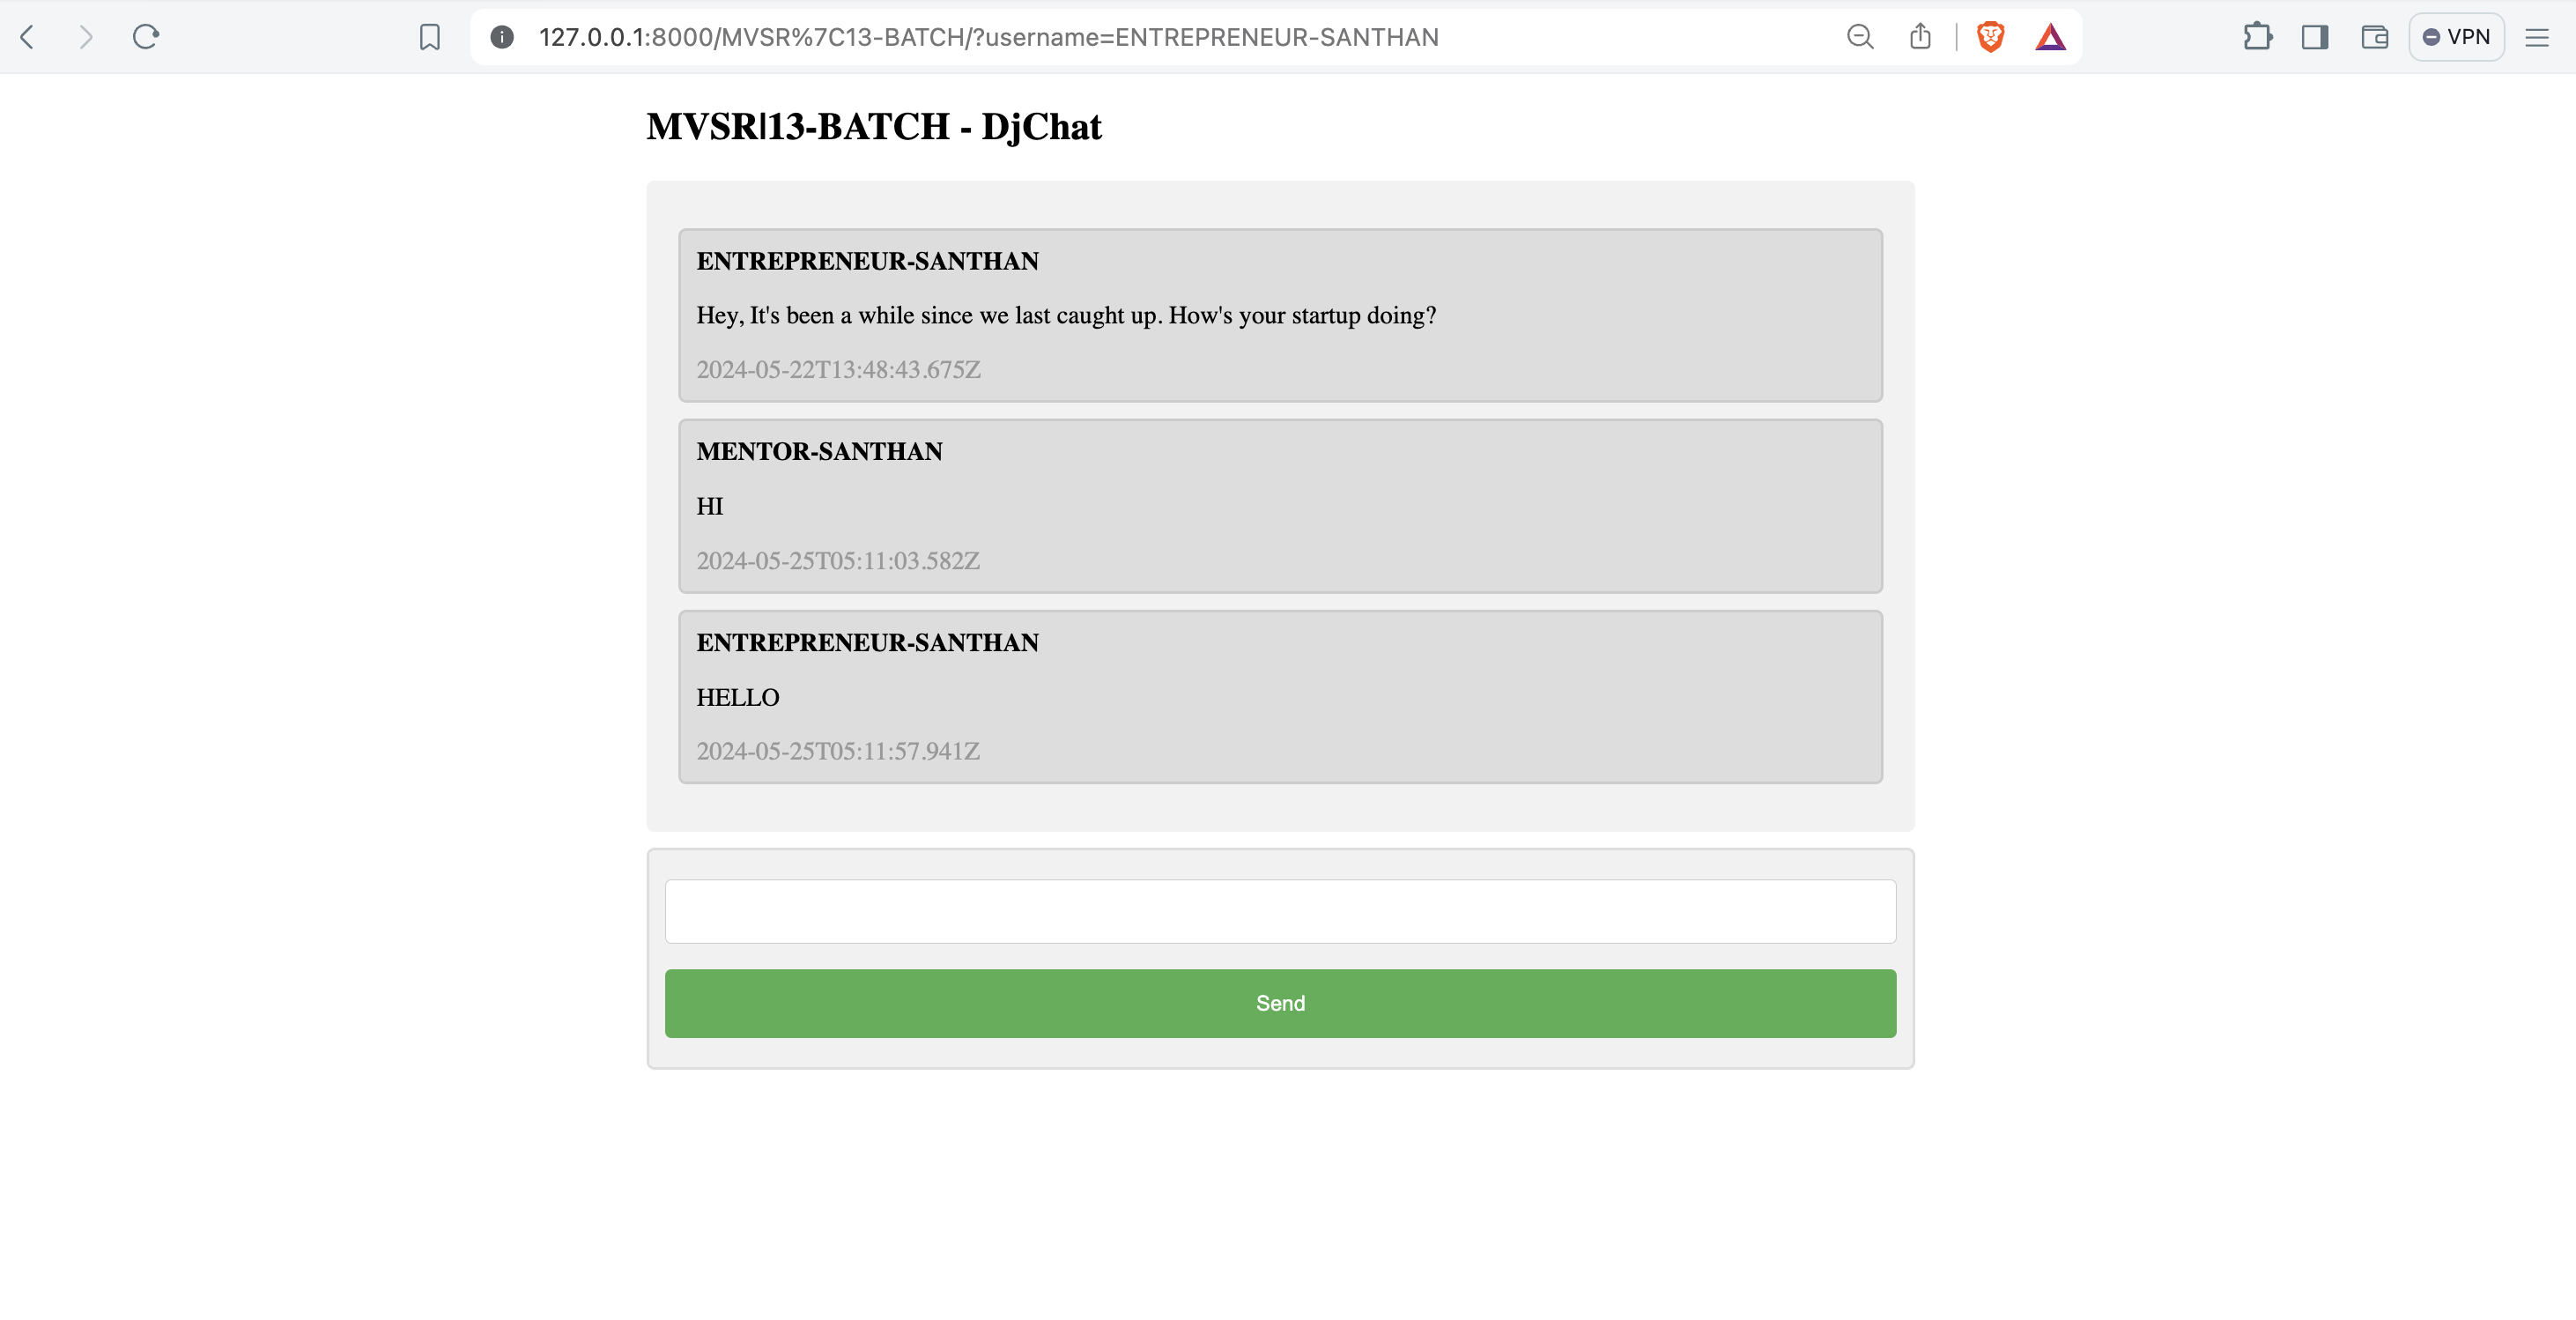 127.0.0.1:8000/MVSR%7C13-BATCH/?username=ENTREPRENEUR-SANTHAN
VPN
MVSR|13-BATCH - DjChat
ENTREPRENEUR-SANTHAN
Hey, It's been a while since we last caught up. How's your startup doing?
2024-05-22T13:48:43.675Z
MENTOR-SANTHAN
HI
2024-05-25T05:11:03.582Z
ENTREPRENEUR-SANTHAN
HELLO
2024-05-25T05:11:57.941Z
Send